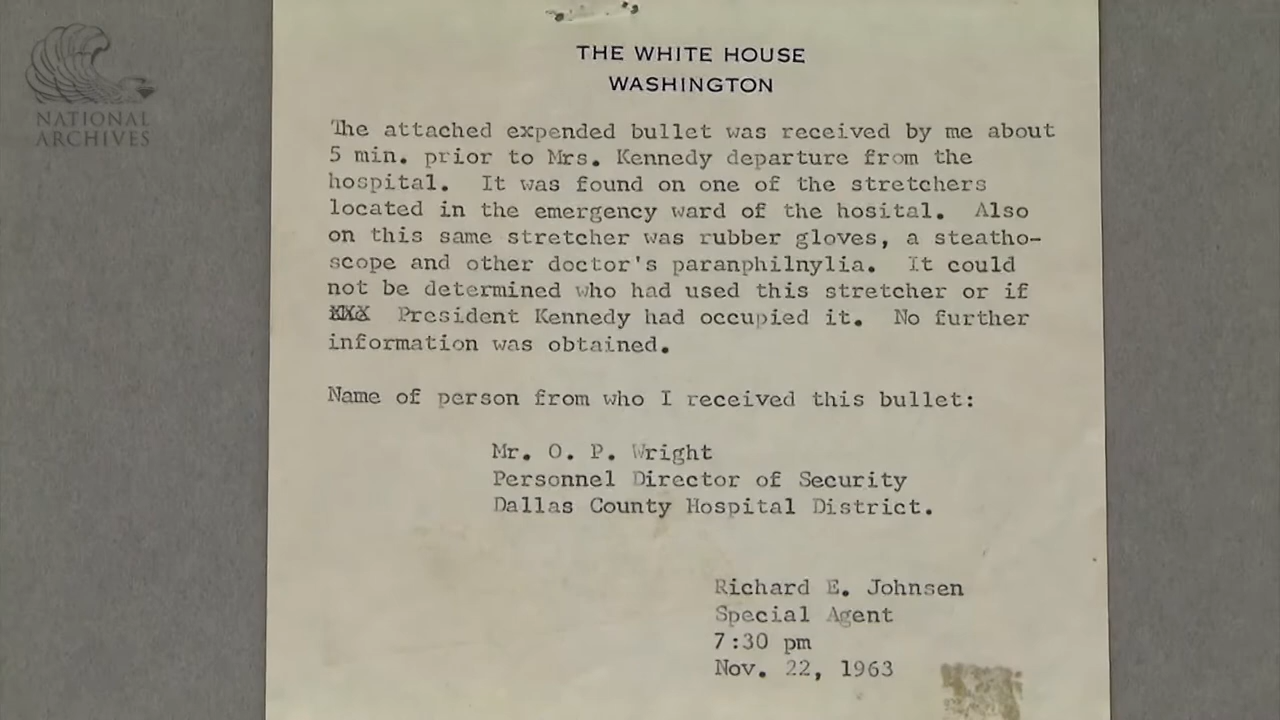 NATIONAL
ARCHIVES
THE WHITE HOUSE
WASHINGTON
The attached expended bullet was received by me about
5 min. prior to Mrs. Kennedy departure from the
hospital.  It was found on one of the stretchers
located in the emergency ward of the hosital.  Also
on this same stretcher was rubber gloves, a steatho-
scope and other doctor's paranphilnylia.  It could
not be determined who had used this stretcher or if
XXX  President Kennedy had occupied it.  No further
information was obtained.
Name of person from who I received this bullet:
Mr. O. P. Wright
Personnel Director of Security
Dallas County Hospital District.
Richard E. Johnsen
Special Agent
7:30 pm
Nov. 22, 1963